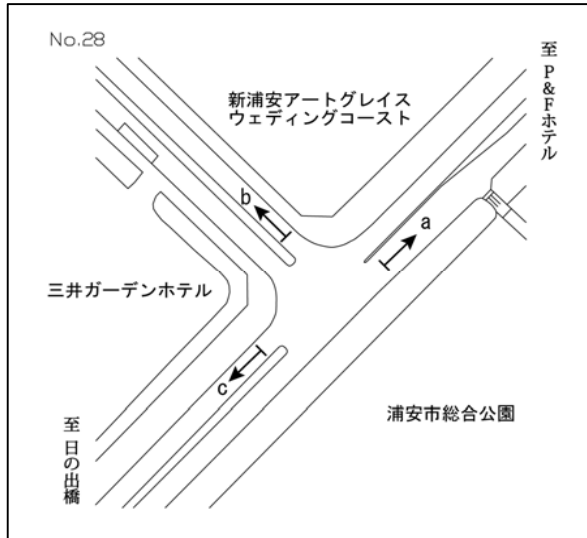 No.28
至 P&Fホテル
新浦安アートグレイス
ウェディングコースト
b
a
三井ガーデンホテル
c
浦安市総合公園
至 日の出橋